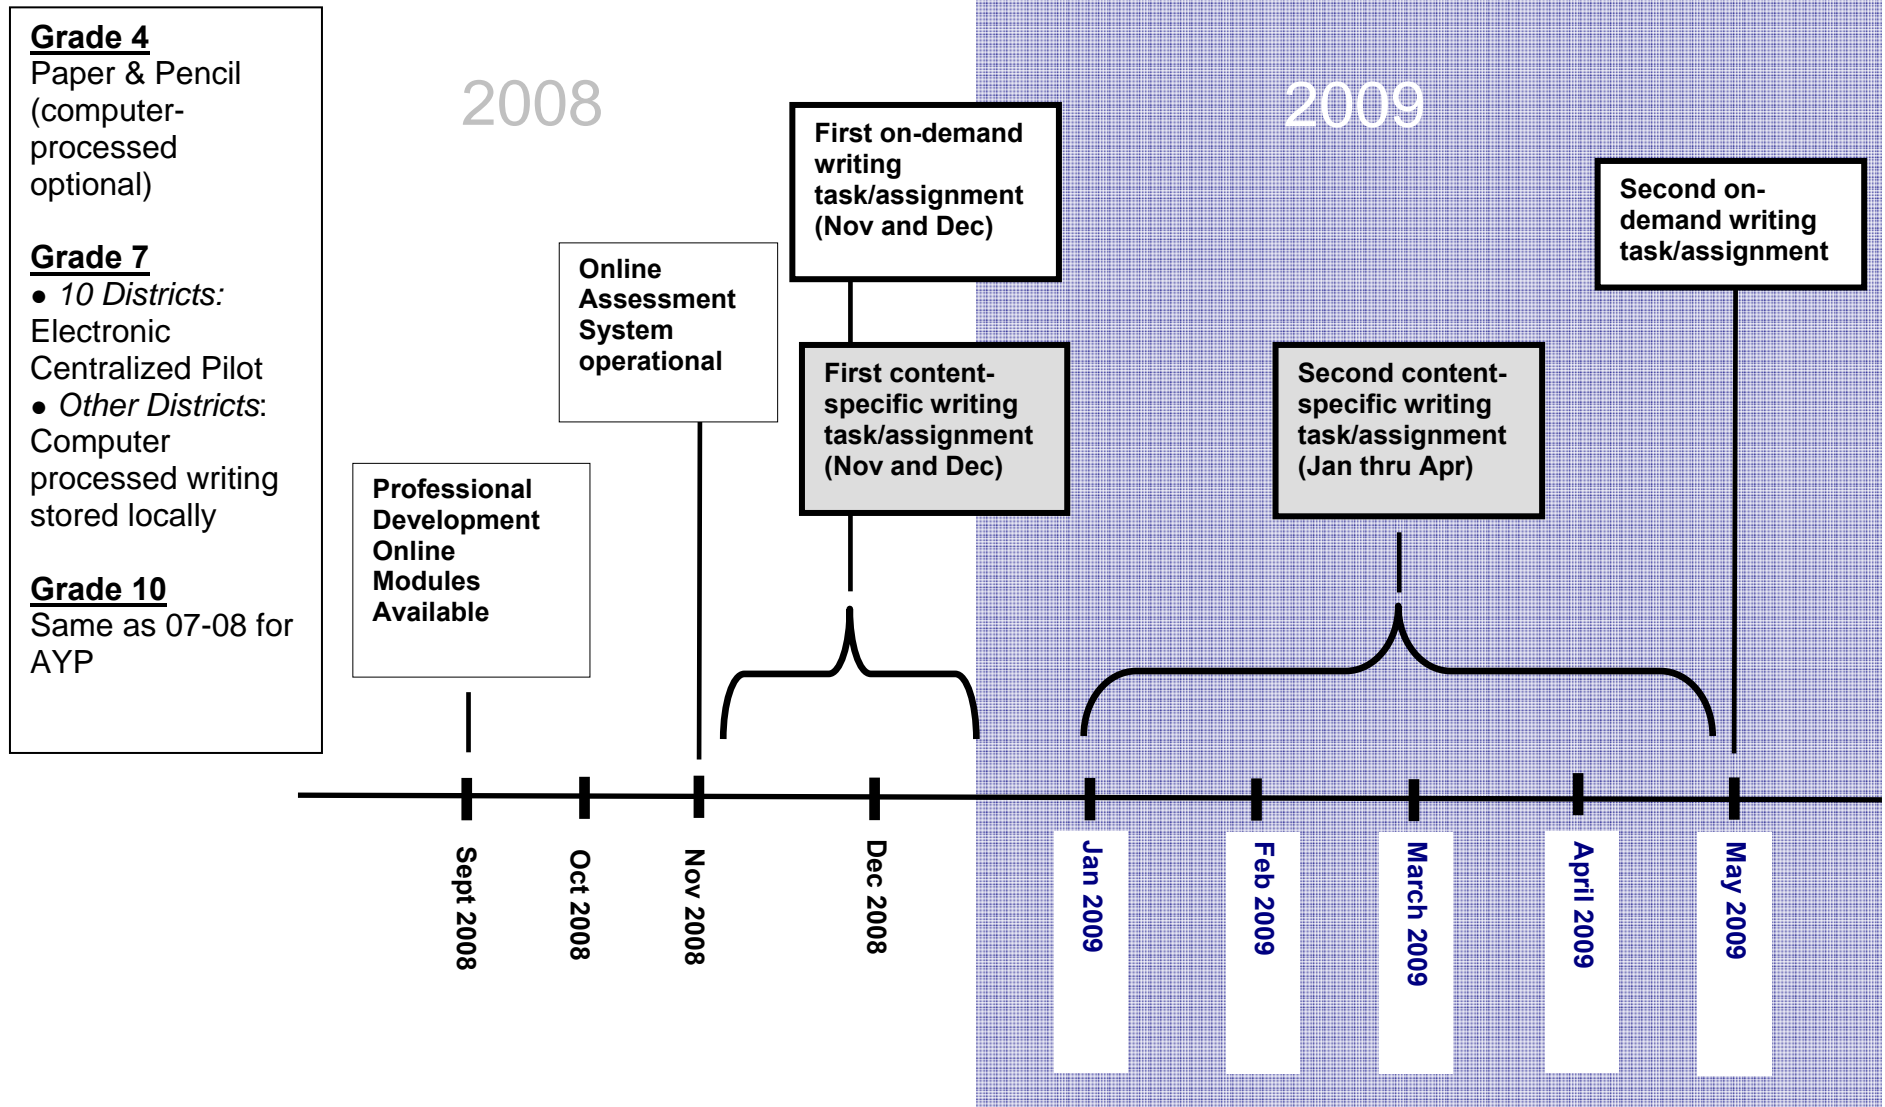 Grade 4
Paper & Pencil
(computer-
processed
optional)
Grade 7
● 10 Districts:
Electronic
Centralized Pilot
● Other Districts:
Computer
processed writing
stored locally
Grade 10
Same as 07-08 for
AYP
2008
2009
Professional
Development
Online
Modules
Available
Online
Assessment
System
operational
First on-demand
writing
task/assignment
(Nov and Dec)
First content-
specific writing
task/assignment
(Nov and Dec)
Second content-
specific writing
task/assignment
(Jan thru Apr)
Second on-
demand writing
task/assignment
Sept 2008
Oct 2008
Nov 2008
Dec 2008
Jan 2009
Feb 2009
March 2009
April 2009
May 2009